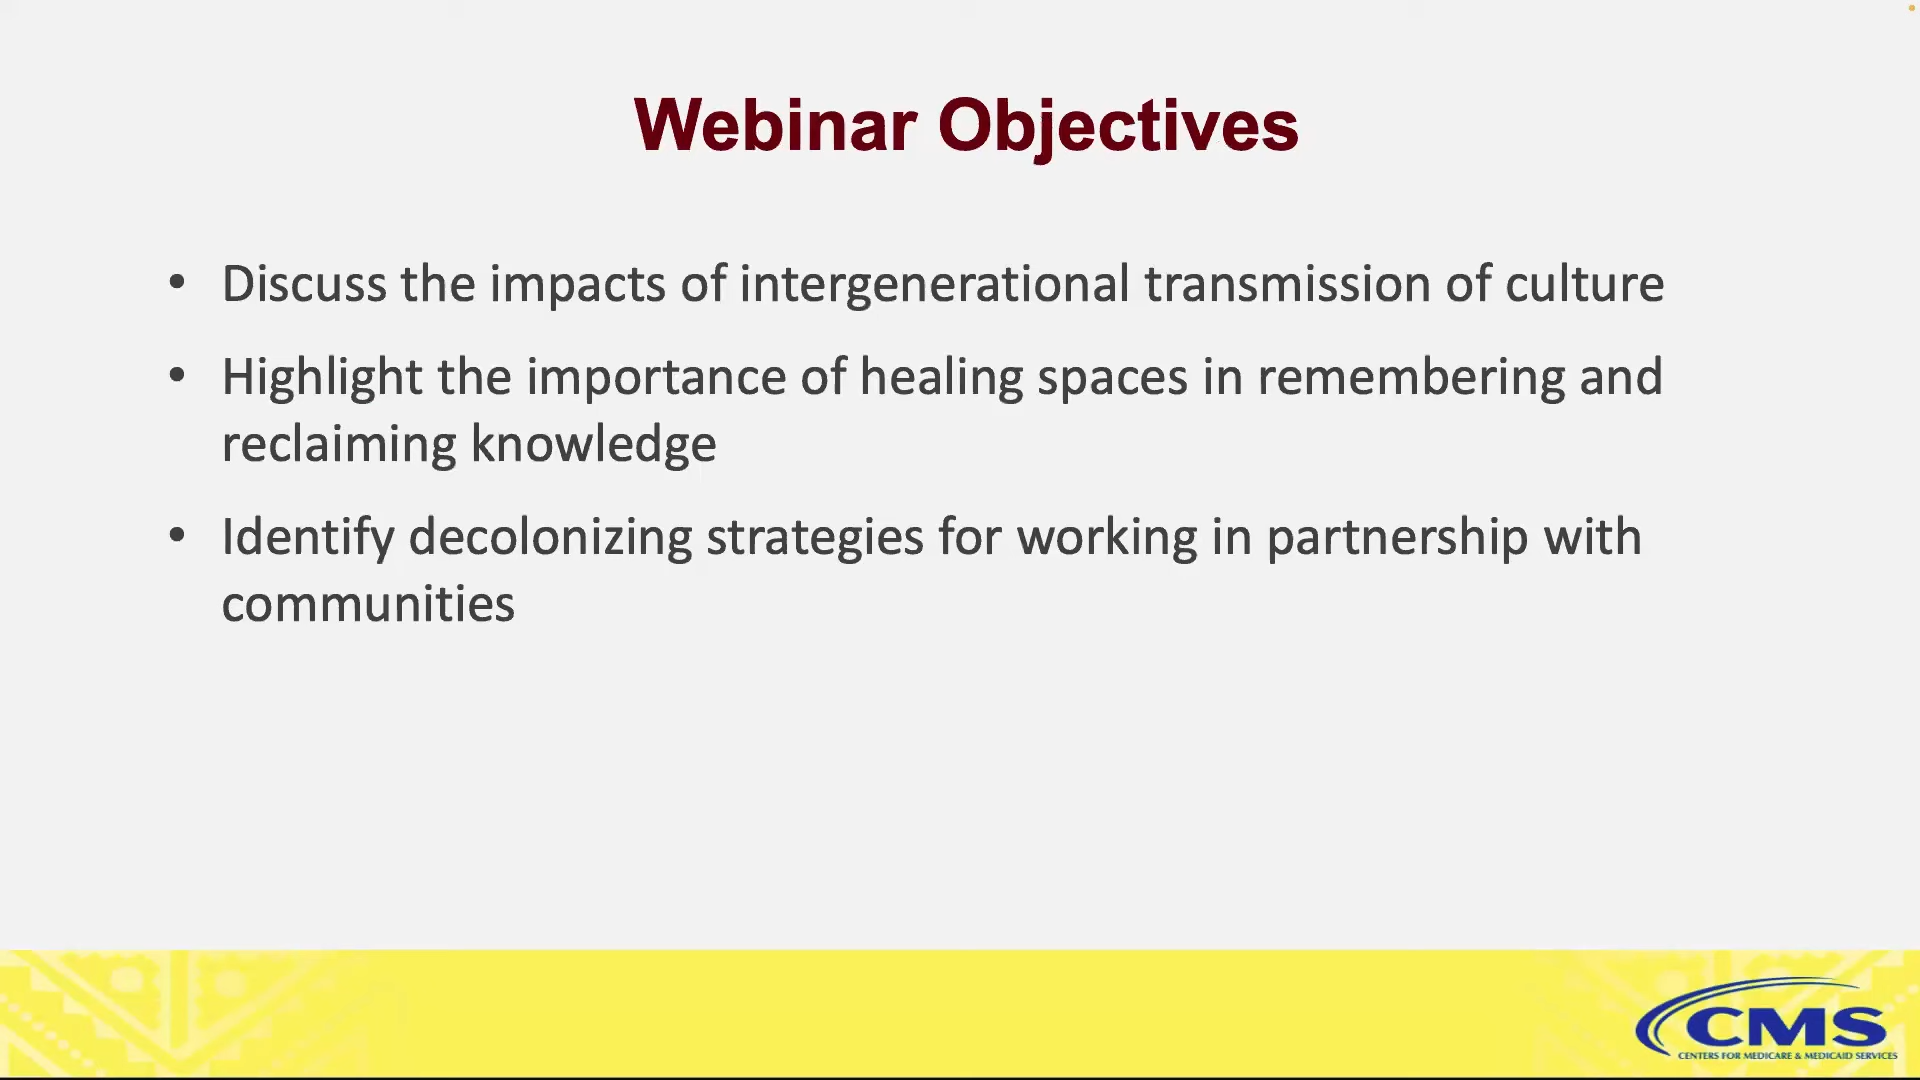 Webinar Objectives
• Discuss the impacts of intergenerational transmission of culture
• Highlight the importance of healing spaces in remembering and
reclaiming knowledge
• Identify decolonizing strategies for working in partnership with
communities
CMS
CENTERS FOR MEDICARE & MEDICAID SERVICES